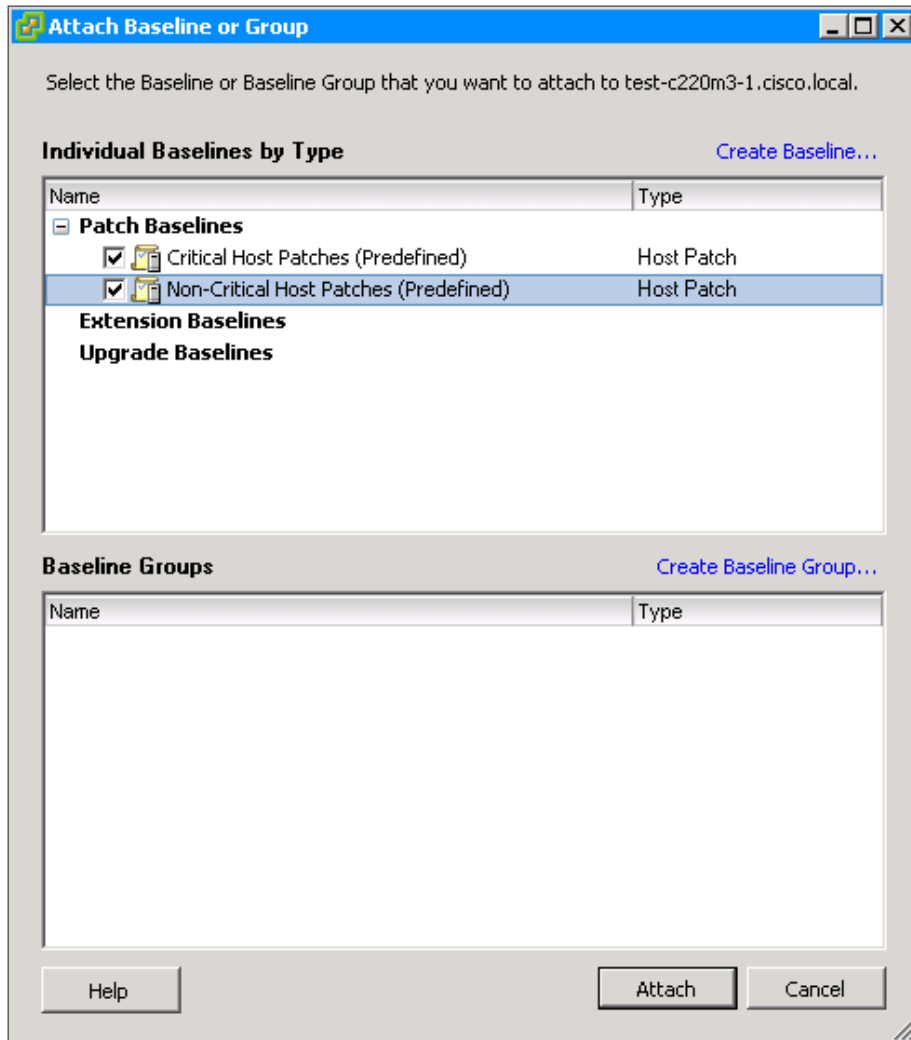 Attach Baseline or Group
Select the Baseline or Baseline Group that you want to attach to test-c220m3-1.cisco.local.
Individual Baselines by Type Create Baseline...
Name Type
Patch Baselines
Critical Host Patches (Predefined) Host Patch
Non-Critical Host Patches (Predefined) Host Patch
Extension Baselines
Upgrade Baselines
Baseline Groups Create Baseline Group...
Name Type
Help Attach Cancel